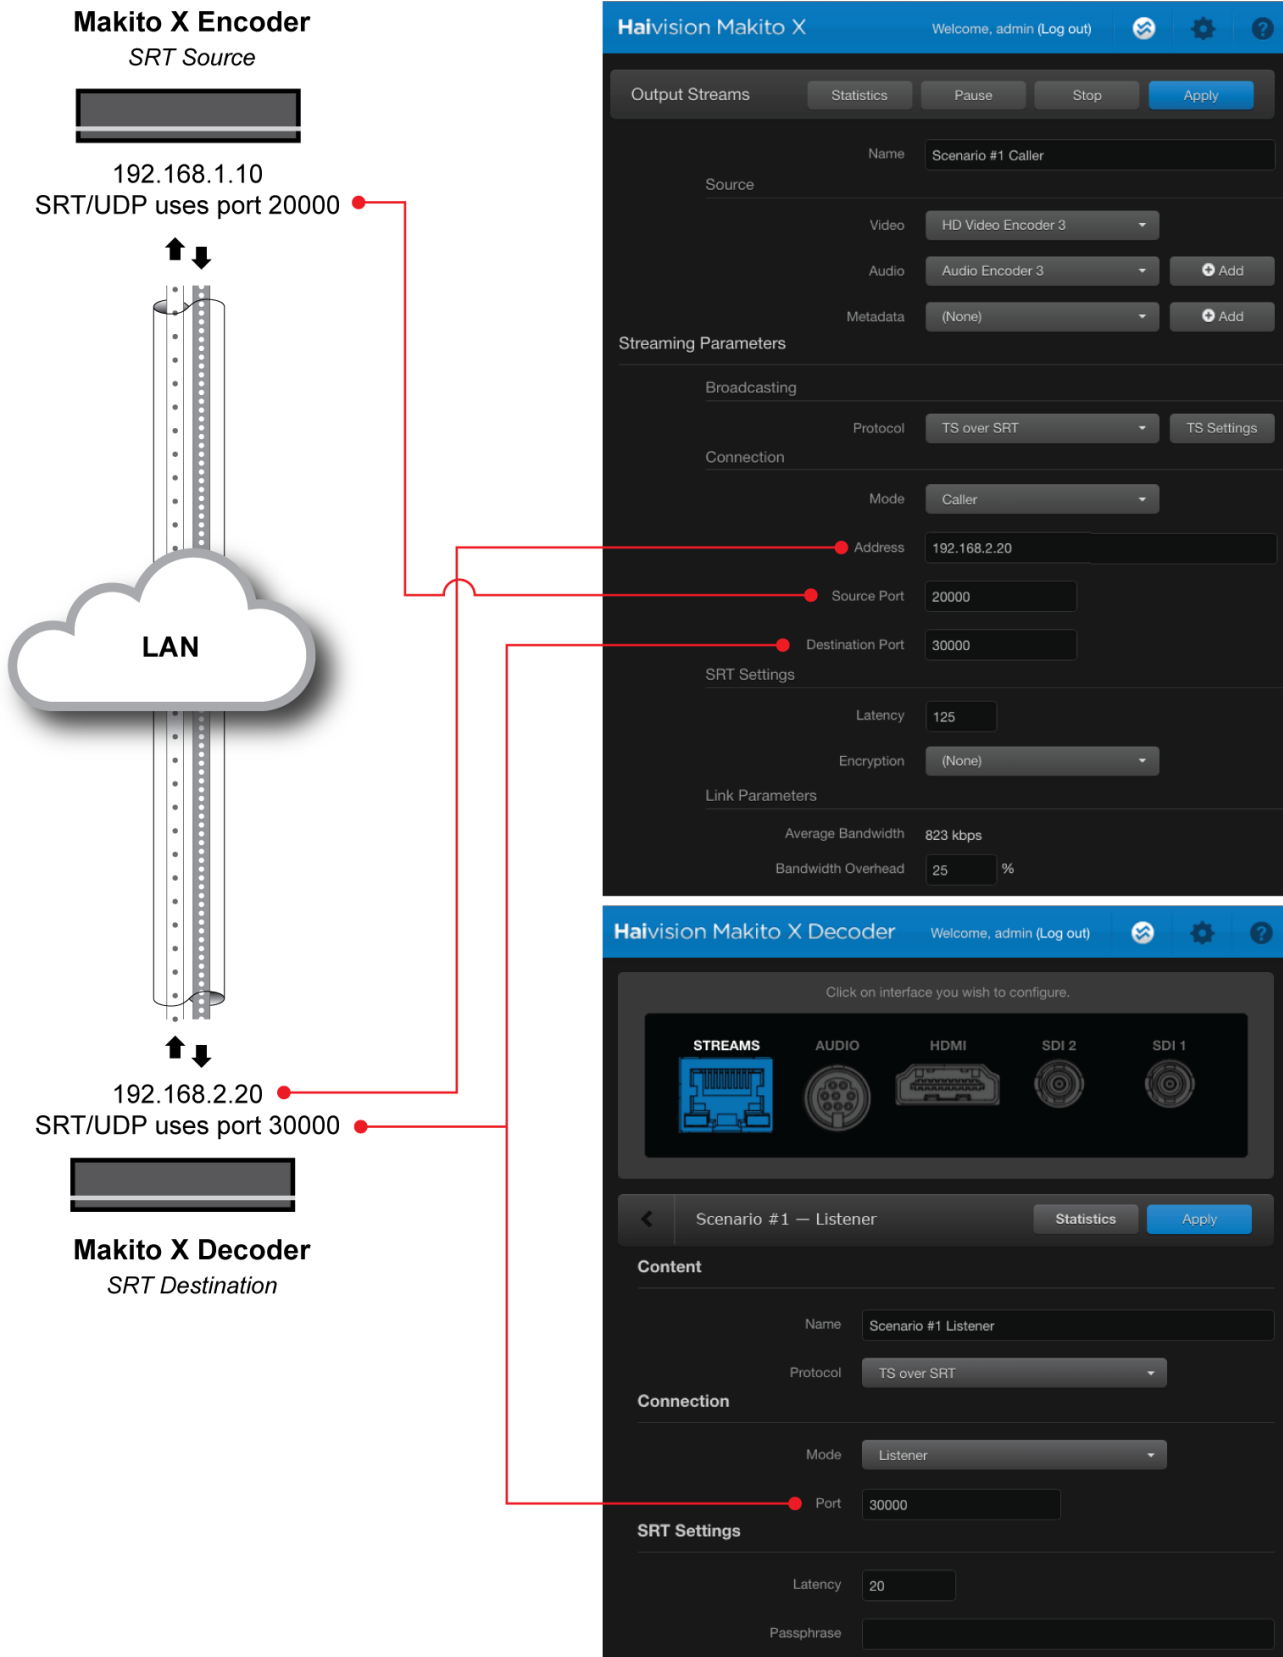 Makito X Encoder
SRT Source
192.168.1.10
SRT/UDP uses port 20000
LAN
192.168.2.20
SRT/UDP uses port 30000
Makito X Decoder
SRT Destination
Haivision Makito X
Welcome, admin (Log out)
?
Output Streams
Statistics
Pause
Stop
Apply
Name
Scenario #1 Caller
Source
Video
HD Video Encoder 3
Audio
Audio Encoder 3
Add
Metadata
(None)
Add
Streaming Parameters
Broadcasting
Protocol
TS over SRT
TS Settings
Connection
Mode
Caller
Address
192.168.2.20
Source Port
20000
Destination Port
30000
SRT Settings
Latency
125
Encryption
(None)
Link Parameters
Average Bandwidth
823 kbps
Bandwidth Overhead
25
%
Haivision Makito X Decoder
Welcome, admin (Log out)
?
Click on interface you wish to configure.
STREAMS
AUDIO
HDMI
SDI 2
SDI 1
Scenario #1 — Listener
Statistics
Apply
Content
Name
Scenario #1 Listener
Protocol
TS over SRT
Connection
Mode
Listener
Port
30000
SRT Settings
Latency
20
Passphrase